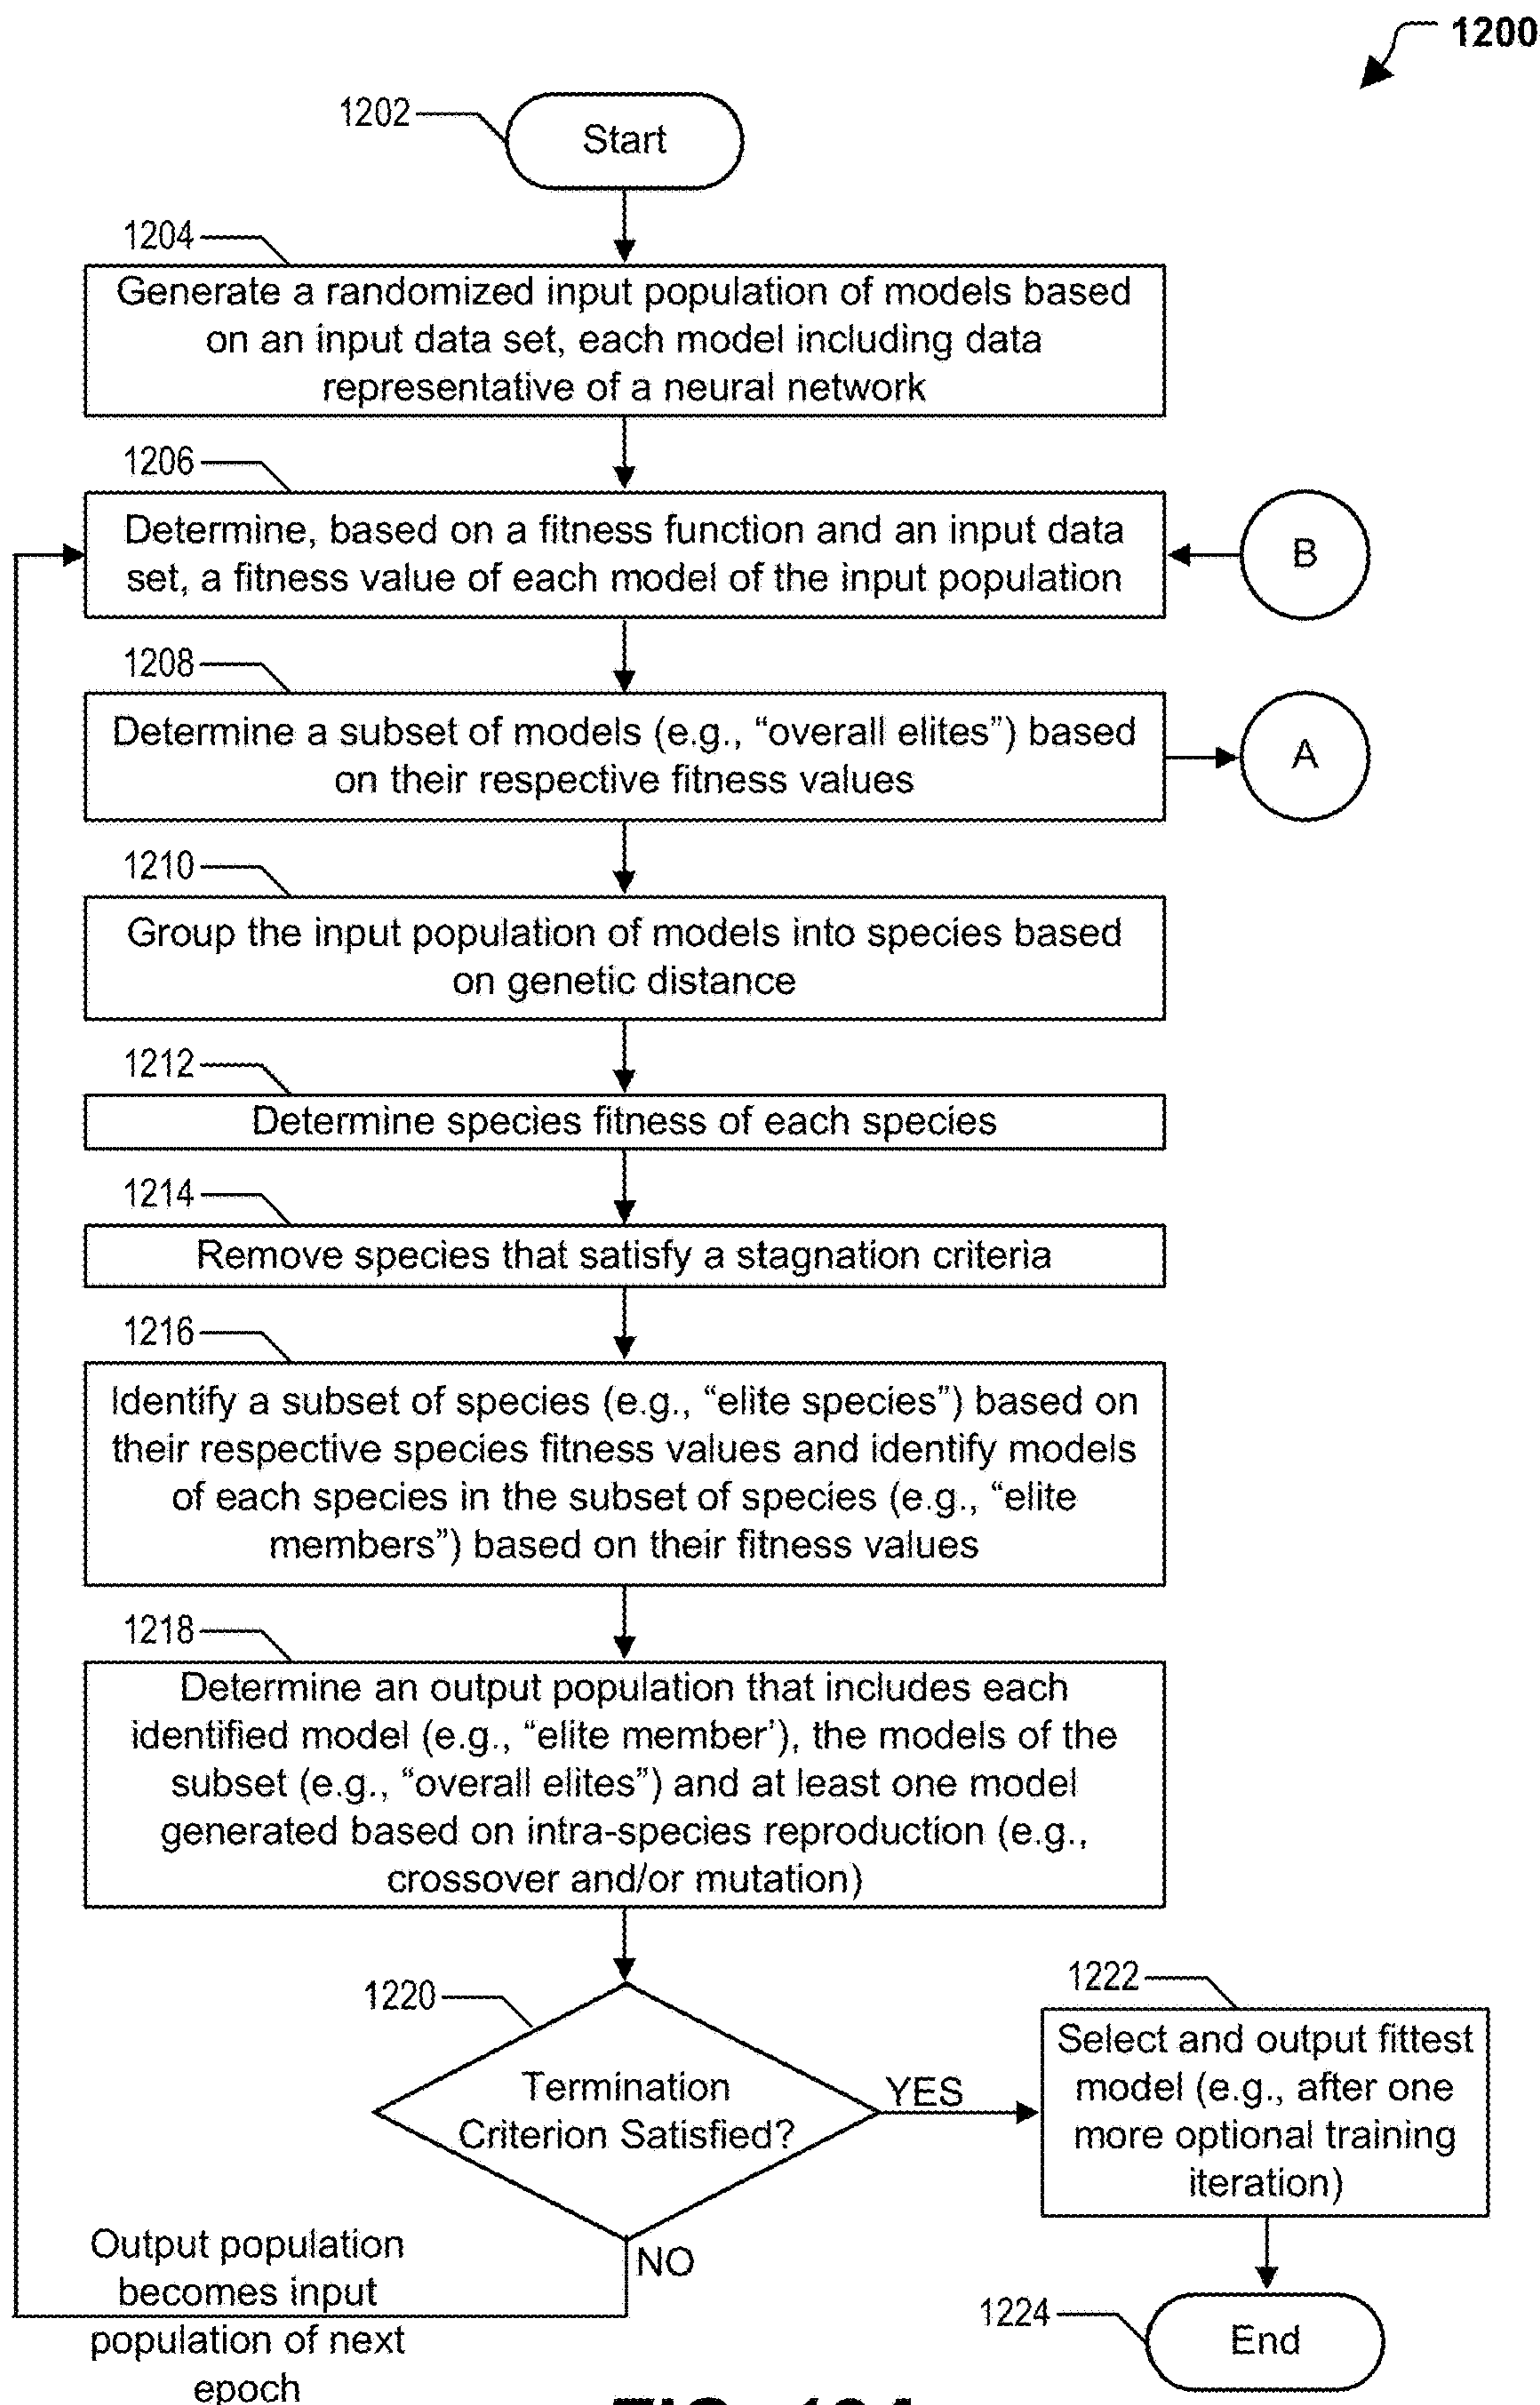 1200
1202
Start
1204
Generate a randomized input population of models based
on an input data set, each model including data
representative of a neural network
1206
Determine, based on a fitness function and an input data
set, a fitness value of each model of the input population
B
1208
Determine a subset of models (e.g., “overall elites”) based
on their respective fitness values
A
1210
Group the input population of models into species based
on genetic distance
1212
Determine species fitness of each species
1214
Remove species that satisfy a stagnation criteria
1216
Identify a subset of species (e.g., “elite species”) based on
their respective species fitness values and identify models
of each species in the subset of species (e.g., “elite
members”) based on their fitness values
1218
Determine an output population that includes each
identified model (e.g., “elite member’), the models of the
subset (e.g., “overall elites”) and at least one model
generated based on intra-species reproduction (e.g.,
crossover and/or mutation)
1220
Termination
Criterion Satisfied?
YES
1222
Select and output fittest
model (e.g., after one
more optional training
iteration)
NO
Output population
becomes input
population of next
epoch
1224
End